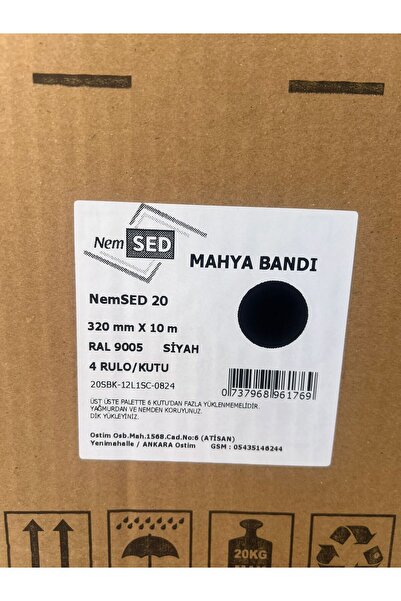 Nem SED
MAHYA BANDI
NemSED 20
320 mm X 10 m
RAL 9005 SİYAH
4 RULO/KUTU
20SBK-12L1SC-0824
0 737968 961769
ÜST ÜSTE PALETTE 6 KUTU'DAN FAZLA YÜKLENMEMELİDİR.
YAĞMURDAN VE NEMDEN KORUYUNUZ.
DİK YÜKLEYİNİZ.
Ostim Osb.Mah.1568.Cad.No:6 (ATİSAN)
Yenimahalle / ANKARA Ostim GSM : 05435148244
20KG